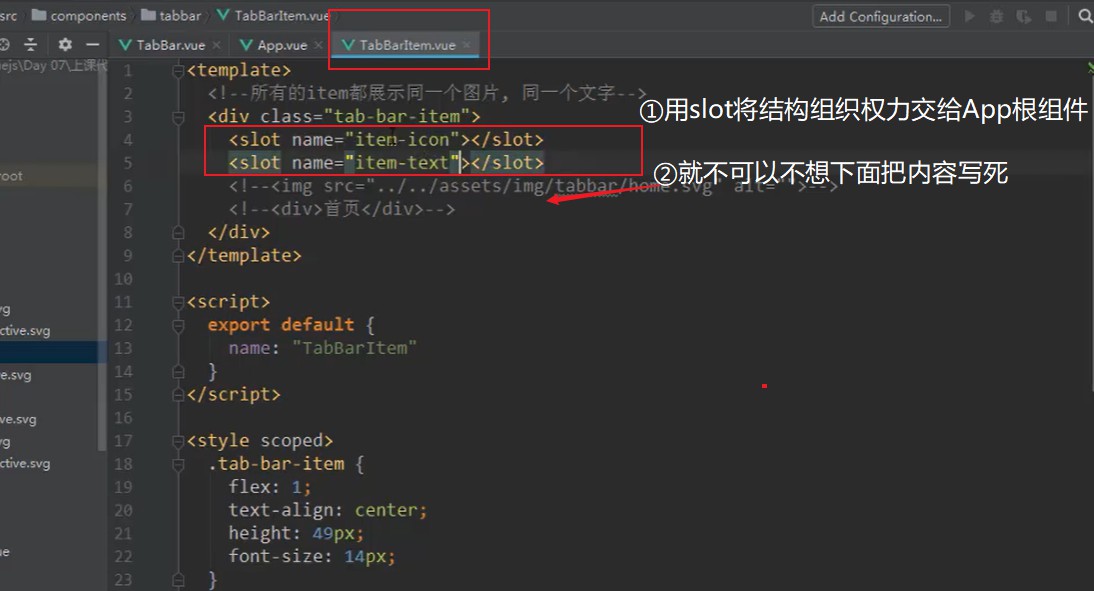 src components tabbar TabBarItem.vue Add Configuration...
TabBar.vue App.vue TabBarItem.vue
ejs\Day 07\上课代
1 <template>
2 <!--所有的item都展示同一个图片, 同一个文字-->
3 <div class="tab-bar-item">
①用slot将结构组织权力交给App根组件
4 <slot name="item-icon"></slot>
5 <slot name="item-text"></slot>
②就不可以不想下面把内容写死
oot
6 <!--<img src="../../assets/img/tabbar/home.svg" alt="">-->
7 <!--<div>首页</div>-->
8 </div>
9 </template>
10
11 <script>
vg
12 export default {
ctive.svg
13 name: "TabBarItem"
14 }
e.svg
15 </script>
16
ve.svg
17 <style scoped>
vg
18 .tab-bar-item {
ctive.svg
19 flex: 1;
20 text-align: center;
21 height: 49px;
22 font-size: 14px;
ue
23 }